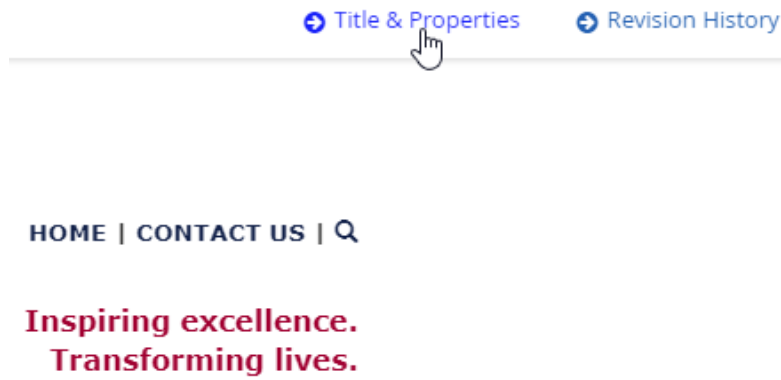 Title & Properties Revision History
HOME | CONTACT US |
Inspiring excellence.
Transforming lives.